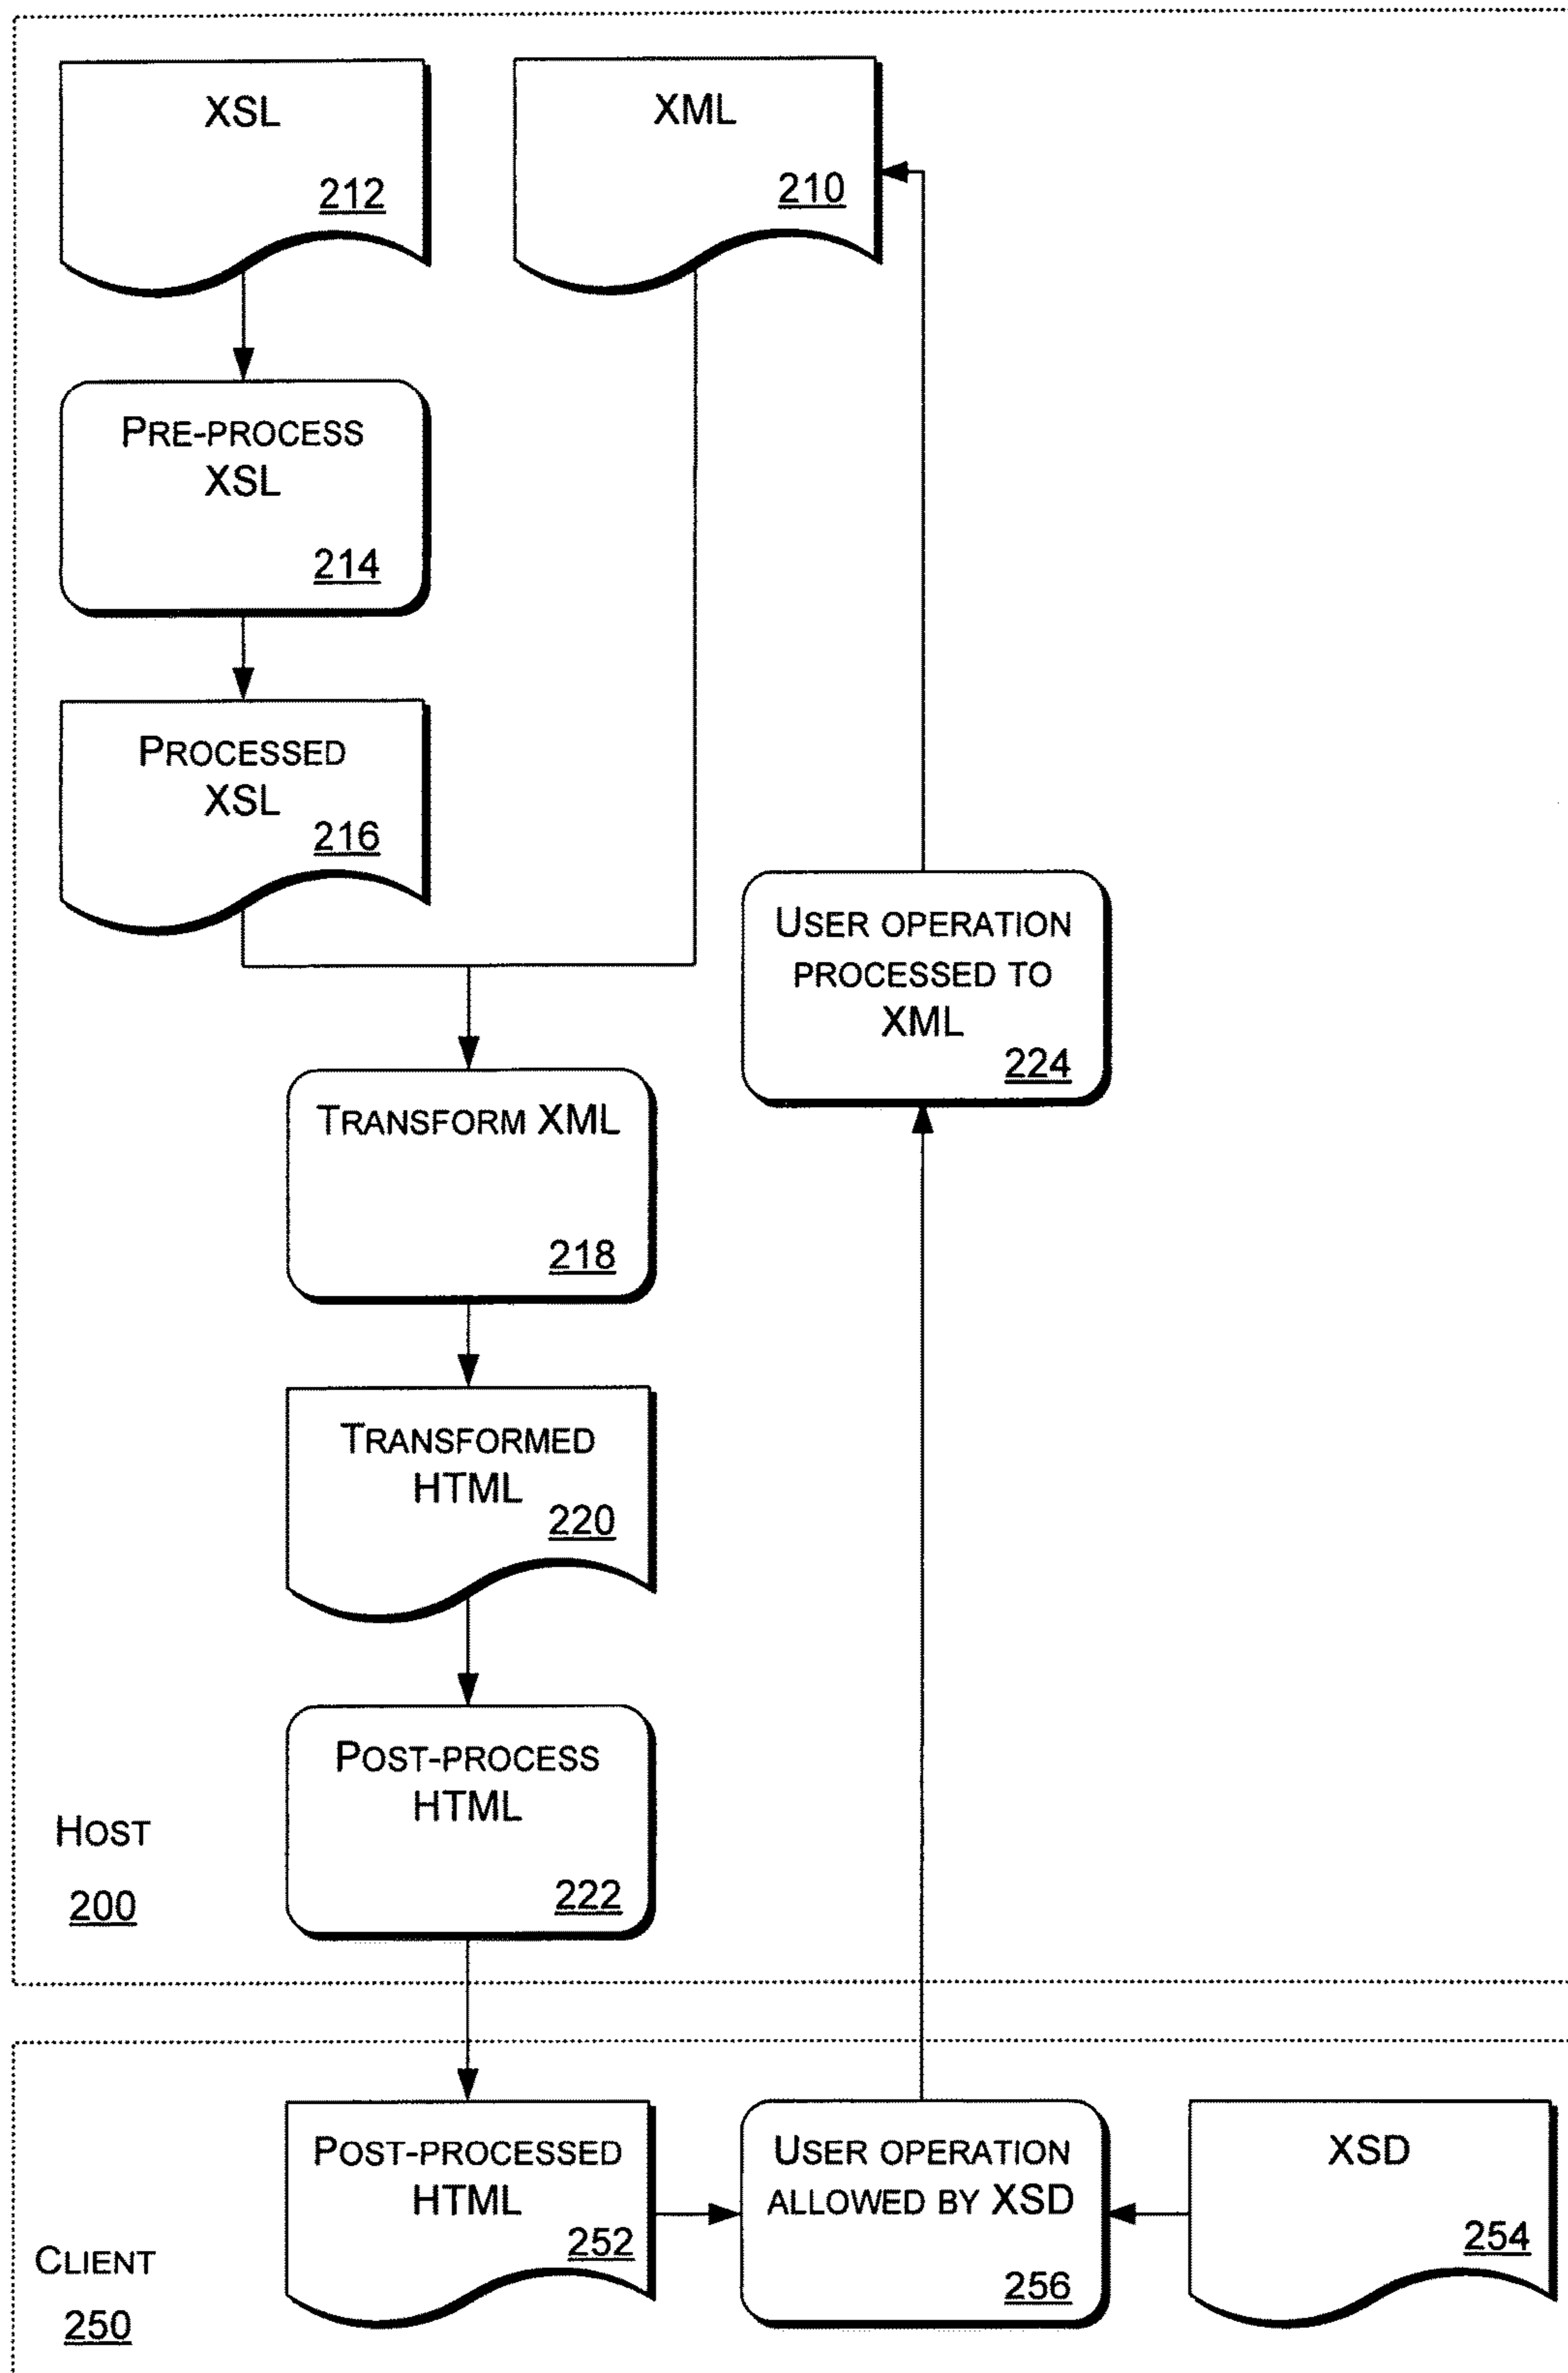 XSL
212
XML
210
PRE-PROCESS
XSL
214
PROCESSED
XSL
216
USER OPERATION
PROCESSED TO
XML
224
TRANSFORM XML
218
TRANSFORMED
HTML
220
POST-PROCESS
HTML
222
HOST
200
POST-PROCESSED
HTML
252
USER OPERATION
ALLOWED BY XSD
256
XSD
254
CLIENT
250